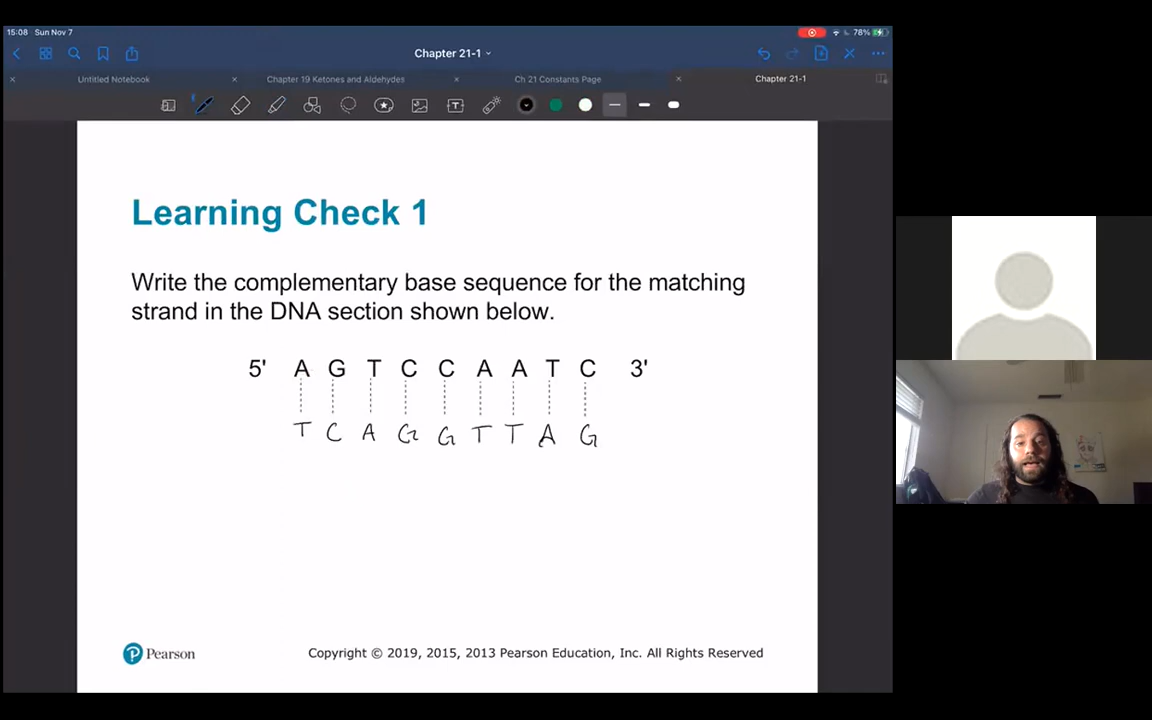 15:08 Sun Nov 7
78%
Chapter 21-1
Untitled Notebook
Chapter 19 Ketones and Aldehydes
Ch 21 Constants Page
Chapter 21-1
Learning Check 1
Write the complementary base sequence for the matching
strand in the DNA section shown below.
5' A G T C C A A T C 3'
T C A G G T T A G
P Pearson
Copyright © 2019, 2015, 2013 Pearson Education, Inc. All Rights Reserved